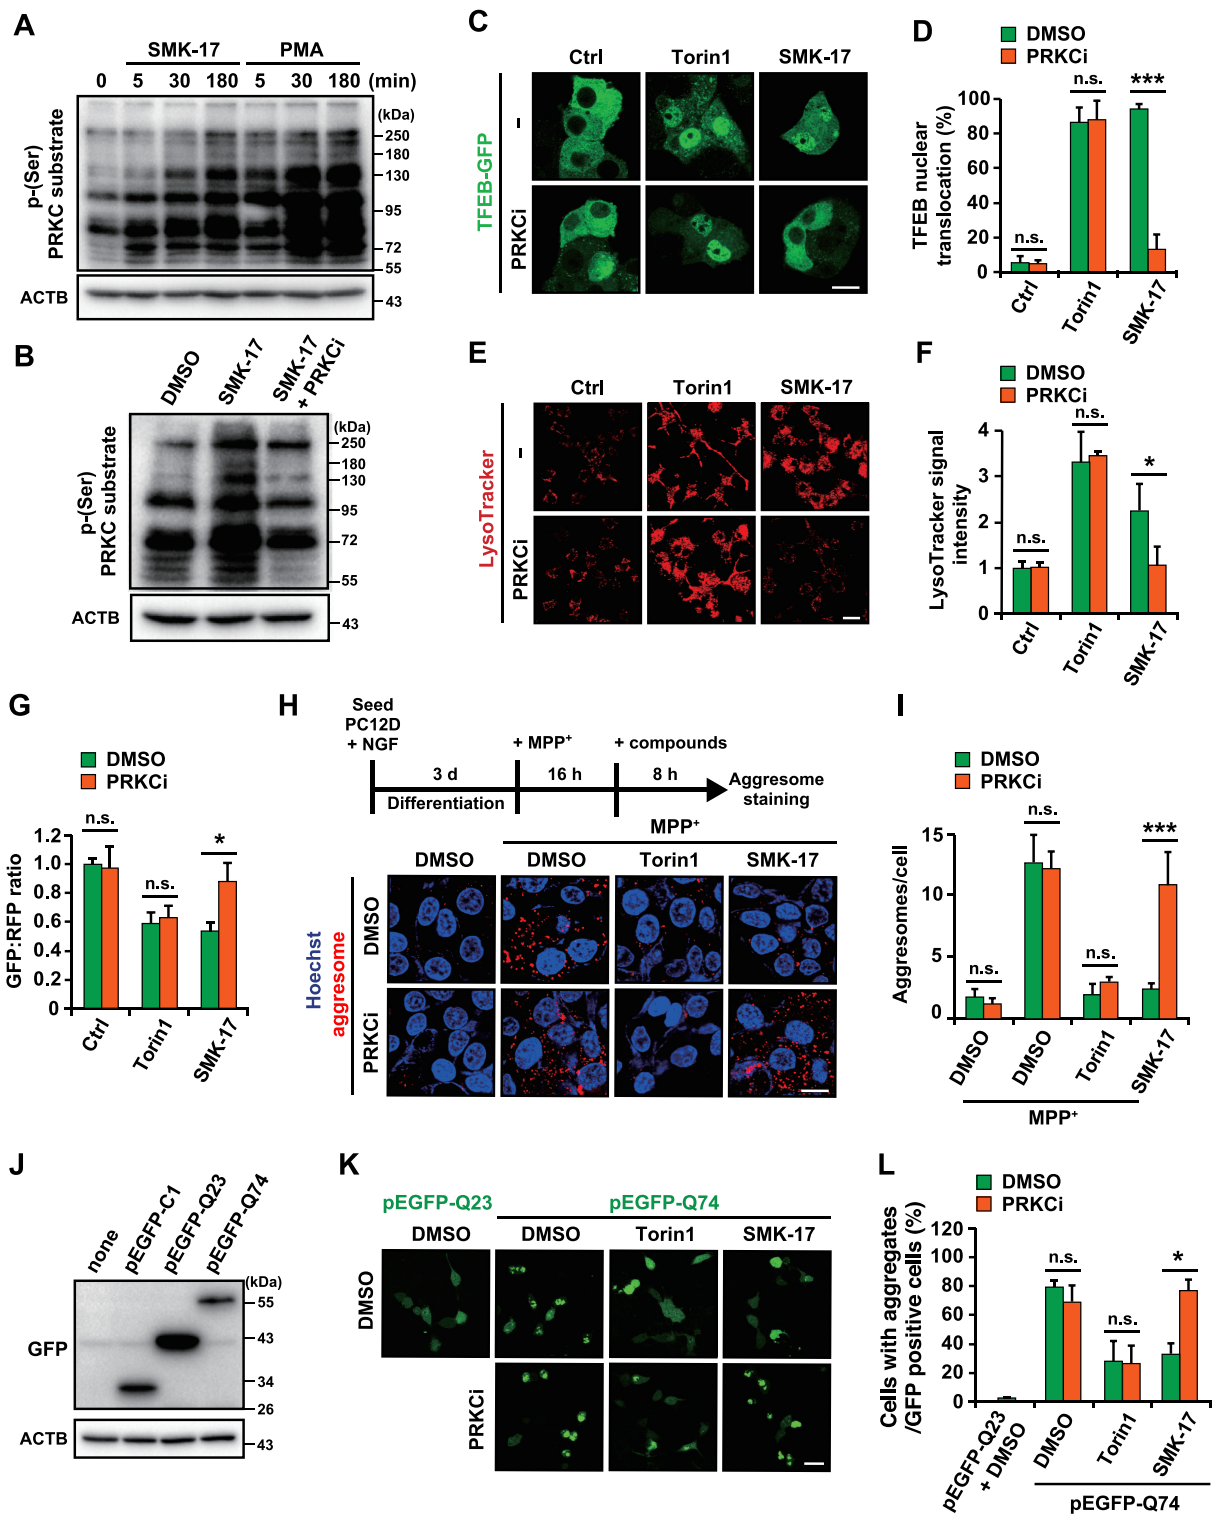 A
SMK-17 PMA
0 5 30 180 5 30 180 (min)
(kDa)
250
180
130
95
72
55
43
p-(Ser)
PRKC substrate
ACTB
B
DMSO
SMK-17
SMK-17
+ PRKCi
(kDa)
250
180
130
95
72
55
43
p-(Ser)
PRKC substrate
ACTB
C
Ctrl Torin1 SMK-17
TFEB-GFP
–
PRKCi
D
DMSO
PRKCi
n.s. n.s. ***
TFEB nuclear
translocation (%)
100
80
60
40
20
0
Ctrl
Torin1
SMK-17
E
Ctrl Torin1 SMK-17
LysoTracker
–
PRKCi
F
DMSO
PRKCi
n.s. n.s. *
LysoTracker signal
intensity
4
3
2
1
0
Ctrl
Torin1
SMK-17
G
DMSO
PRKCi
n.s. n.s. *
GFP:RFP ratio
1.2
1.0
0.8
0.6
0.4
0.2
0
Ctrl
Torin1
SMK-17
H
Seed
PC12D
+ NGF
+ MPP⁺ + compounds
3 d 16 h 8 h
Differentiation
Aggresome
staining
MPP⁺
DMSO DMSO Torin1 SMK-17
Hoechst
aggresome
DMSO
PRKCi
I
DMSO
PRKCi
n.s. n.s. n.s. ***
Aggresomes/cell
15
10
5
0
DMSO
DMSO
Torin1
SMK-17
MPP⁺
J
none
pEGFP-C1
pEGFP-Q23
pEGFP-Q74
(kDa)
55
43
34
26
43
GFP
ACTB
K
pEGFP-Q23 pEGFP-Q74
DMSO DMSO Torin1 SMK-17
DMSO
PRKCi
L
DMSO
PRKCi
n.s. n.s. *
Cells with aggregates
/GFP positive cells (%)
120
100
80
60
40
20
0
pEGFP-Q23
+ DMSO
DMSO
Torin1
SMK-17
pEGFP-Q74